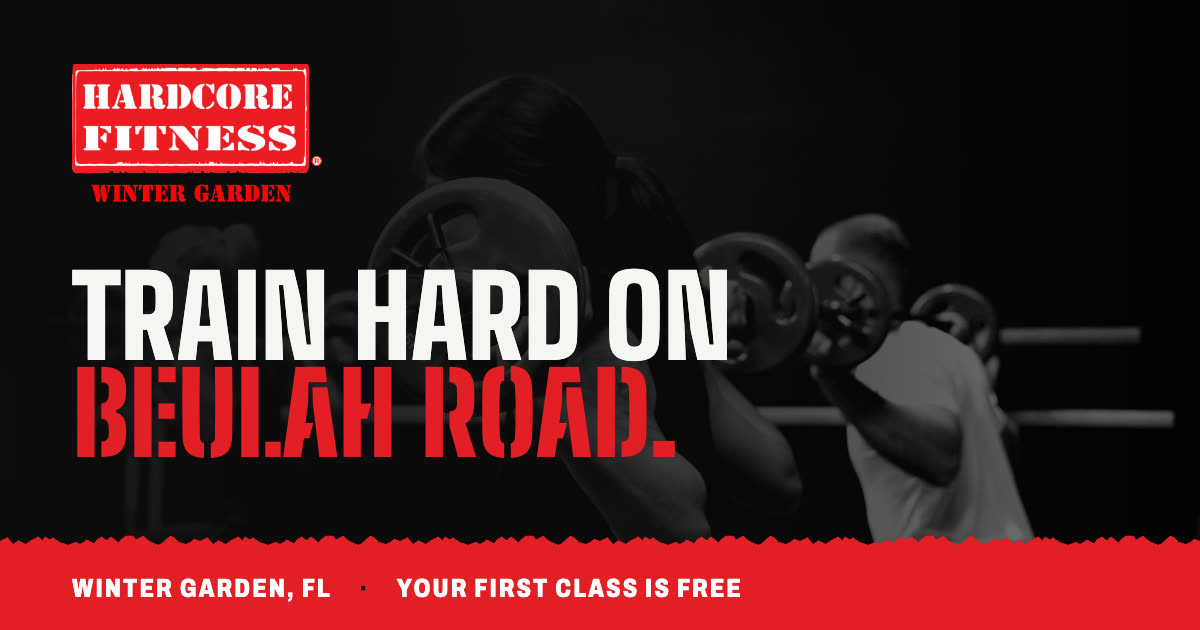 HARDCORE
FITNESS
®
WINTER GARDEN
TRAIN HARD ON
BEULAH ROAD.
WINTER GARDEN, FL · YOUR FIRST CLASS IS FREE